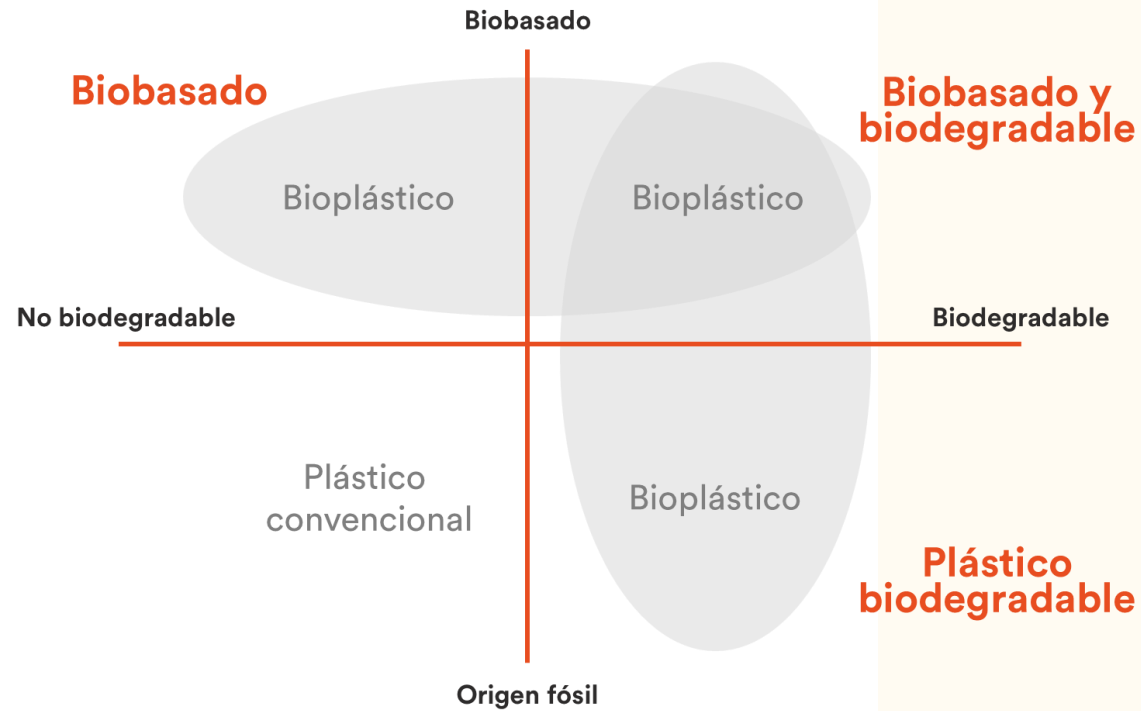 Biobasado
Biobasado
Biobasado y
biodegradable
Bioplástico
Bioplástico
No biodegradable
Biodegradable
Plástico
convencional
Bioplástico
Plástico
biodegradable
Origen fósil